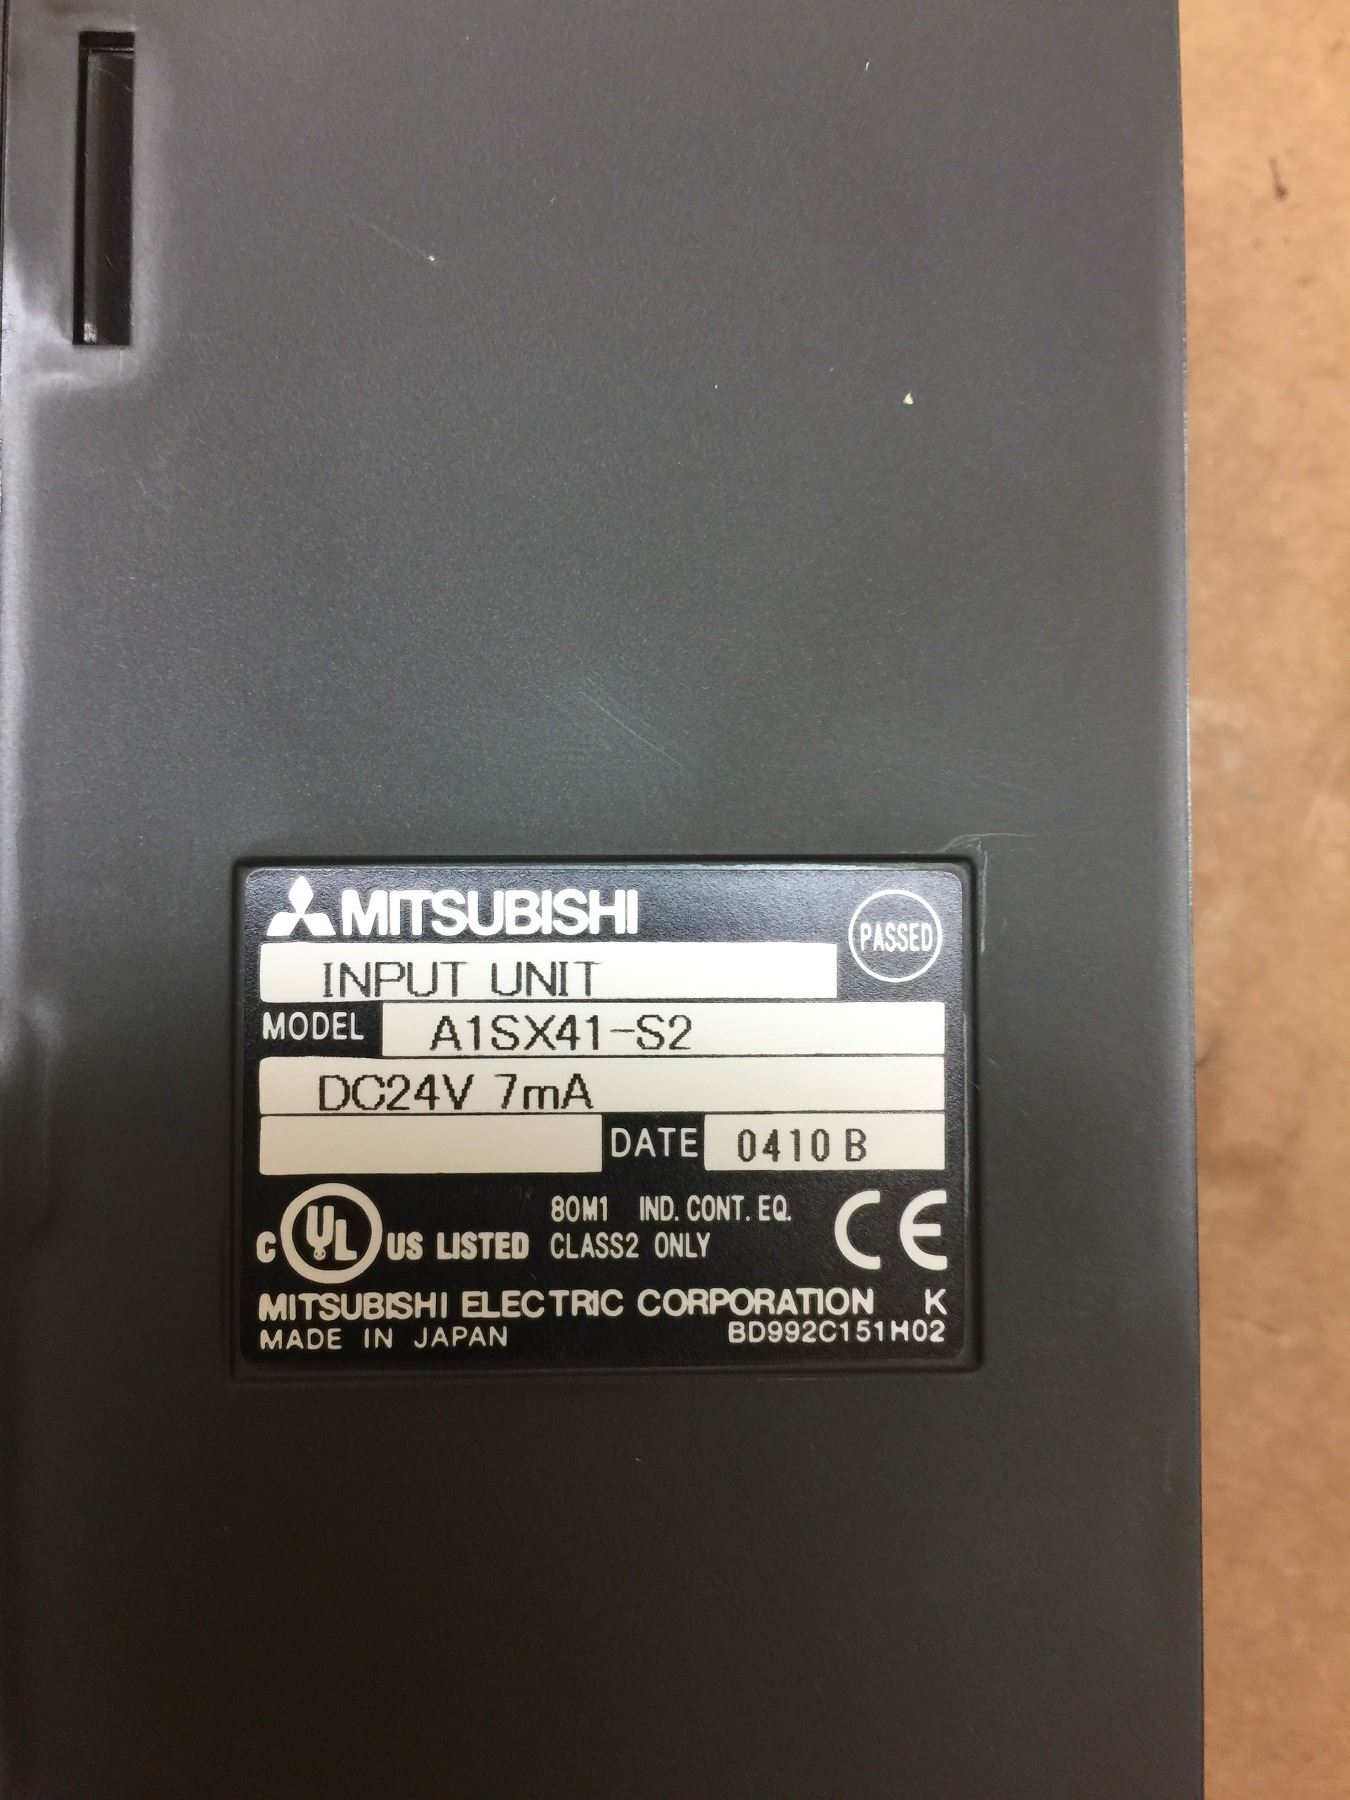 MITSUBISHI
PASSED
INPUT UNIT
MODEL A1SX41-S2
DC24V 7mA
DATE 0410 B
C UL US LISTED 80M1 IND. CONT. EQ.
CLASS2 ONLY CE
MITSUBISHI ELECTRIC CORPORATION K
MADE IN JAPAN BD992C151H02